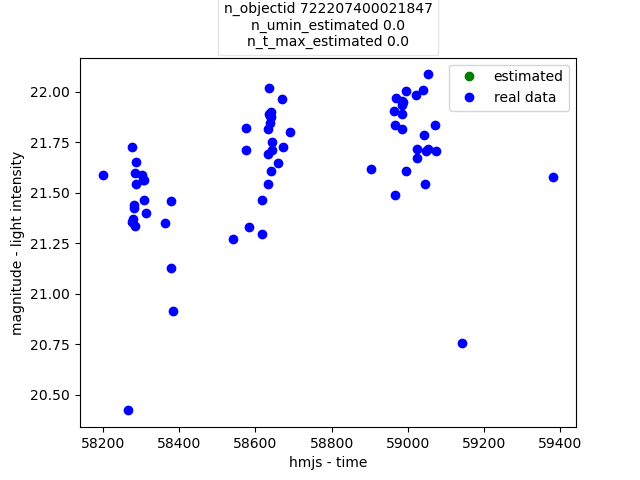 n_objectid 722207400021847
n_umin_estimated 0.0
n_t_max_estimated 0.0
estimated
real data
magnitude - light intensity
22.00
21.75
21.50
21.25
21.00
20.75
20.50
58200 58400 58600 58800 59000 59200 59400
hmjs - time